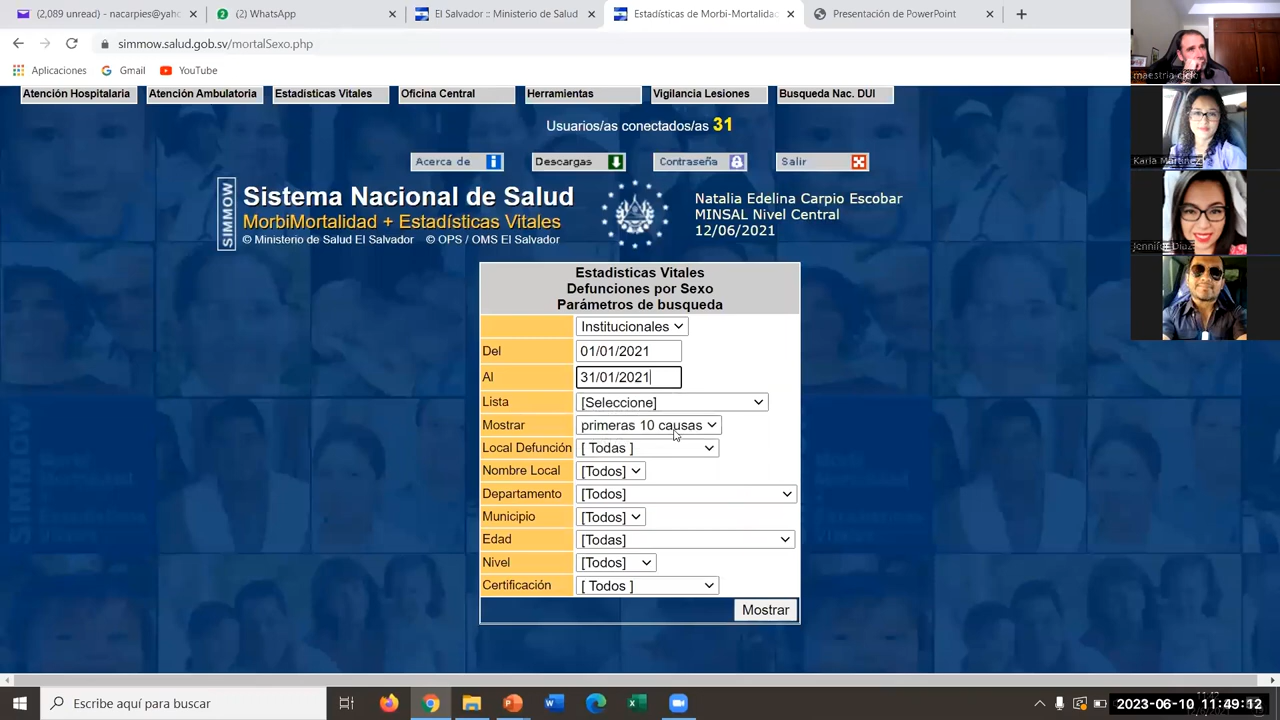 (2,089 unread) - nacarpies@yaho
(2) WhatsApp
El Salvador :: Ministerio de Salud
Estadísticas de Morbi-Mortalidad
Presentación de PowerPoint
simmow.salud.gob.sv/mortalSexo.php
Aplicaciones
Gmail
YouTube
Atención Hospitalaria
Atención Ambulatoria
Estadísticas Vitales
Oficina Central
Herramientas
Vigilancia Lesiones
Busqueda Nac. DUI
Usuarios/as conectados/as 31
Acerca de
Descargas
Contraseña
Salir
SIMMOW
Sistema Nacional de Salud
MorbiMortalidad + Estadísticas Vitales
© Ministerio de Salud El Salvador © OPS / OMS El Salvador
Natalia Edelina Carpio Escobar
MINSAL Nivel Central
12/06/2021
Estadisticas Vitales
Defunciones por Sexo
Parámetros de busqueda
Institucionales
Del 01/01/2021
Al 31/01/2021
Lista [Seleccione]
Mostrar primeras 10 causas
Local Defunción [ Todas ]
Nombre Local [Todos]
Departamento [Todos]
Municipio [Todos]
Edad [Todas]
Nivel [Todos]
Certificación [ Todos ]
Mostrar
maestria
Karla Martinez
Jennifer Diaz
Escribe aquí para buscar
2023-06-10 11:49:12